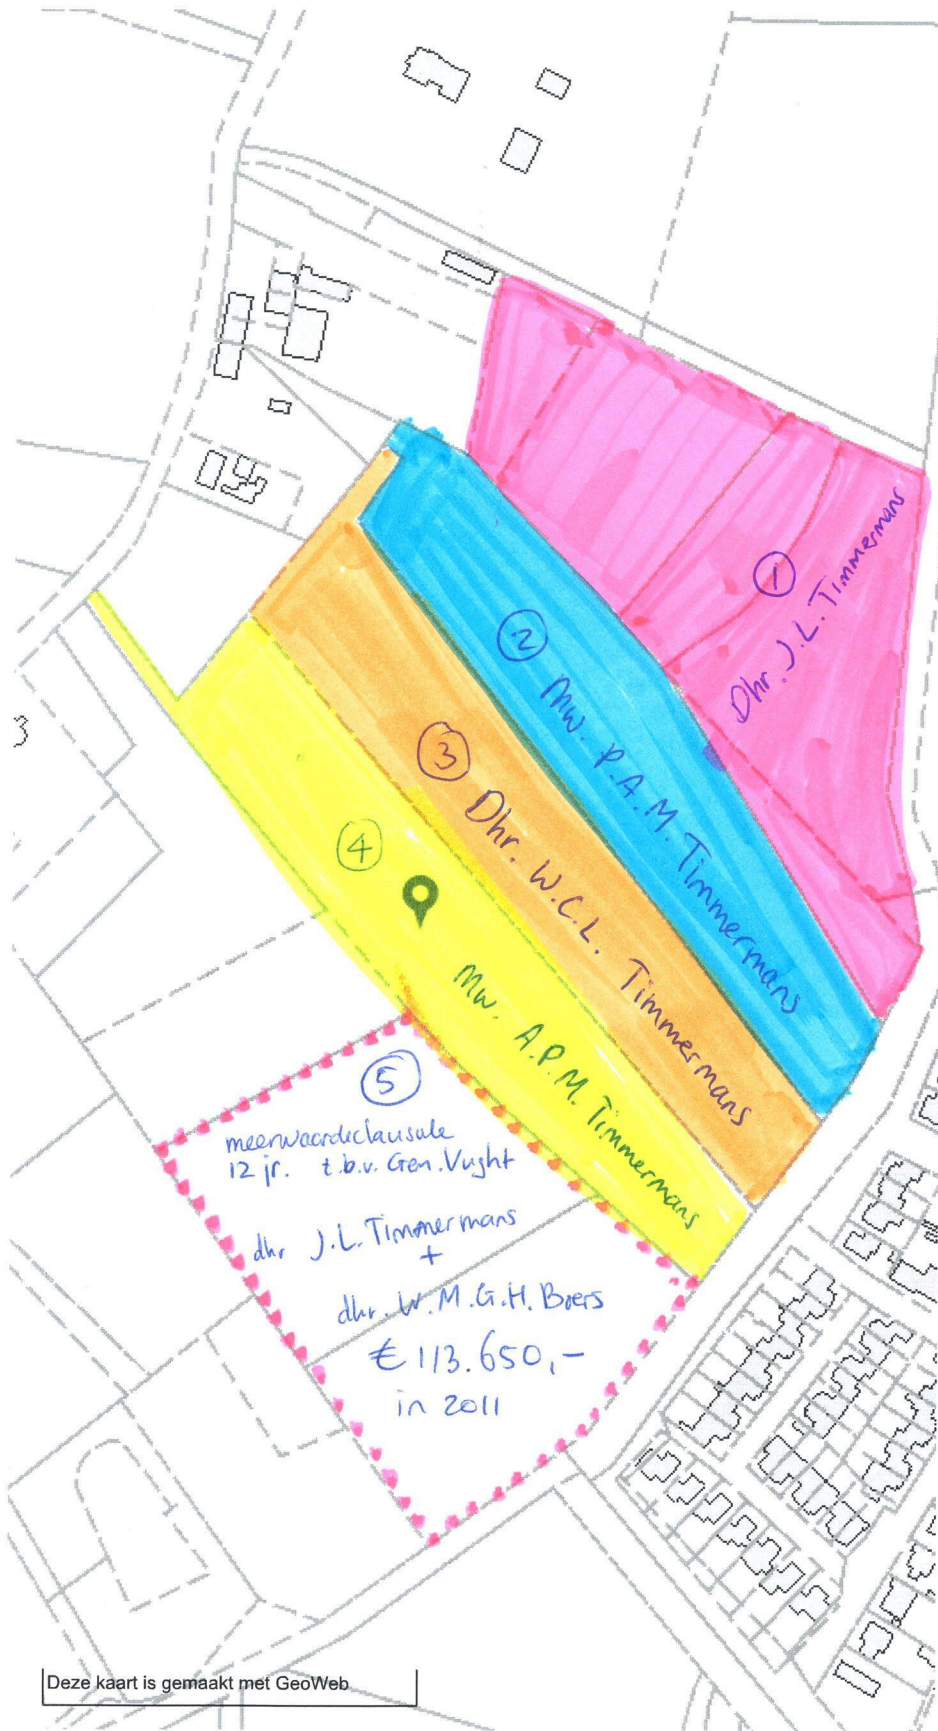 ①
Dhr. J.L. Timmermans
②
Mw. P.A.M. Timmermans
③
Dhr. W.C.L. Timmermans
④
Mw. A.P.M. Timmermans
⑤
meerwaardeclausule
12 jr. t.b.v. Gem. Vught
dhr J.L. Timmermans
+
dhr. W.M.G.H. Boers
€ 113.650,-
in 2011
3
Deze kaart is gemaakt met GeoWeb